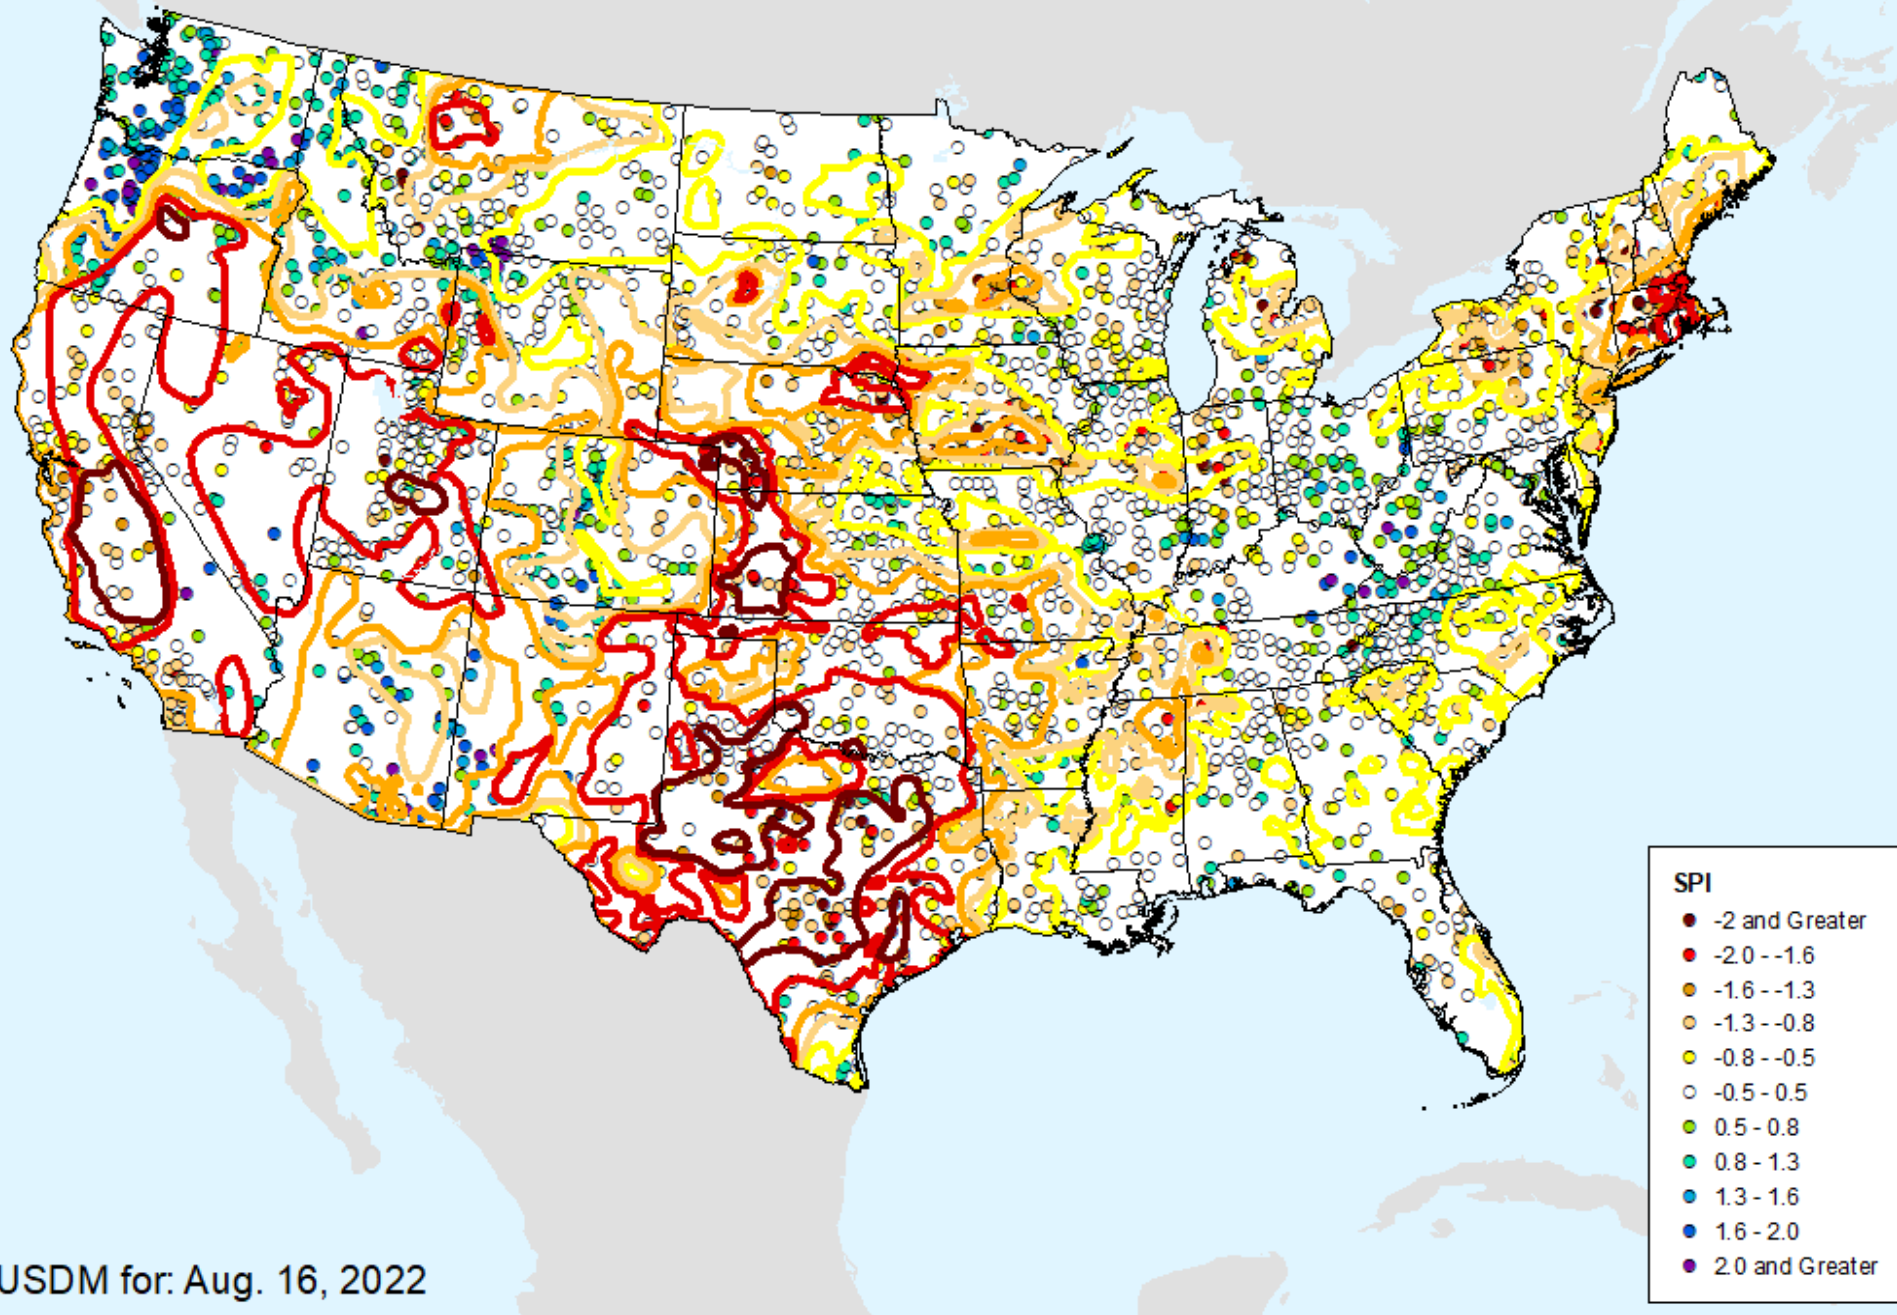 SPI
-2 and Greater
-2.0 - -1.6
-1.6 - -1.3
-1.3 - -0.8
-0.8 - -0.5
-0.5 - 0.5
0.5 - 0.8
0.8 - 1.3
1.3 - 1.6
1.6 - 2.0
2.0 and Greater
USDM for: Aug. 16, 2022